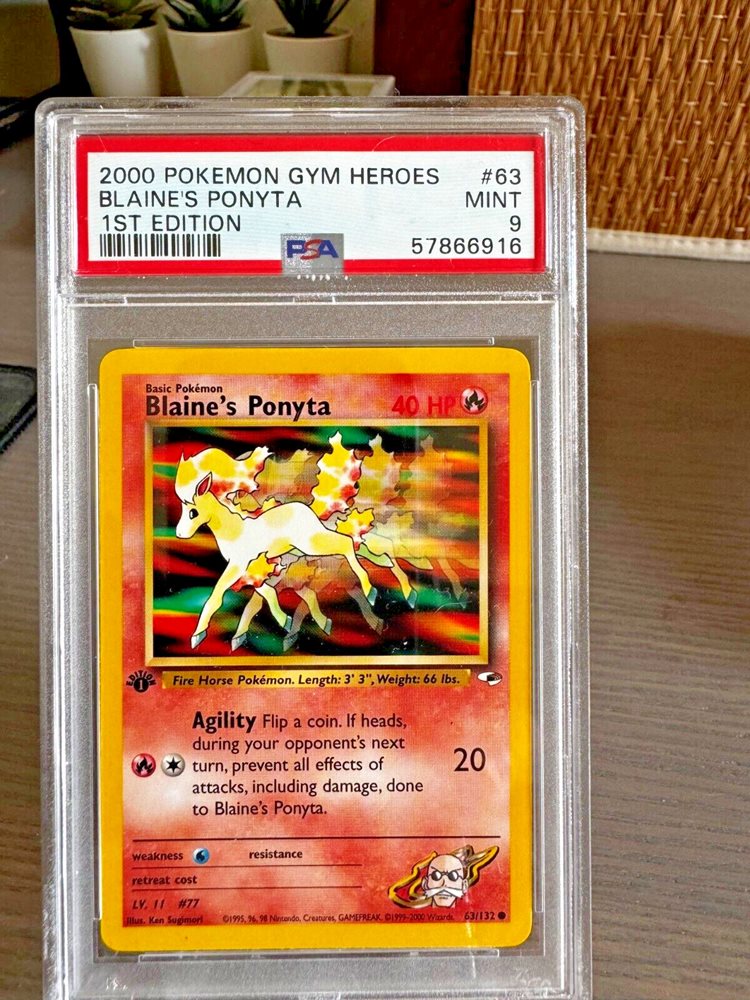 2000 POKEMON GYM HEROES #63
BLAINE'S PONYTA MINT
1ST EDITION 9
PSA 57866916
Basic Pokémon
Blaine's Ponyta 40 HP
EDITION 1
Fire Horse Pokémon. Length: 3' 3", Weight: 66 lbs.
Agility Flip a coin. If heads,
during your opponent's next
turn, prevent all effects of 20
attacks, including damage, done
to Blaine's Ponyta.
weakness resistance
retreat cost
LV. 11 #77
Illus. Ken Sugimori ©1995, 96, 98 Nintendo, Creatures, GAMEFREAK. ©1999-2000 Wizards. 63/132